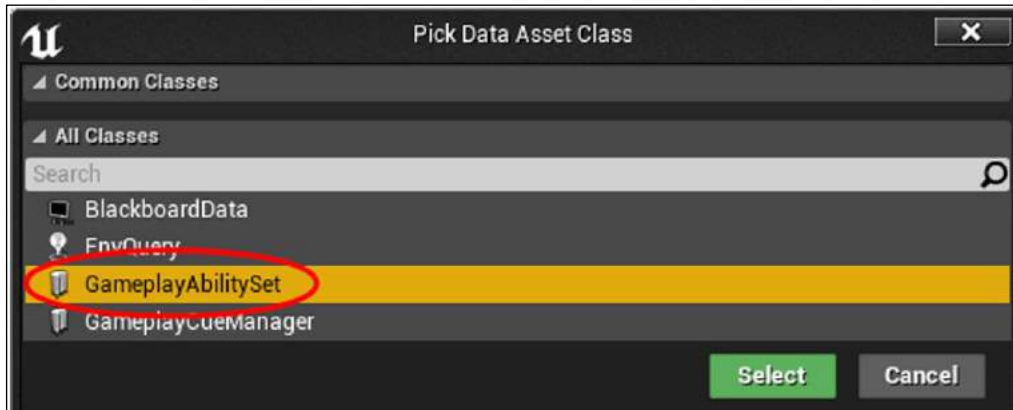 Pick Data Asset Class
Common Classes
All Classes
Search
BlackboardData
EnvQuery
GameplayAbilitySet
GameplayCueManager
Select Cancel